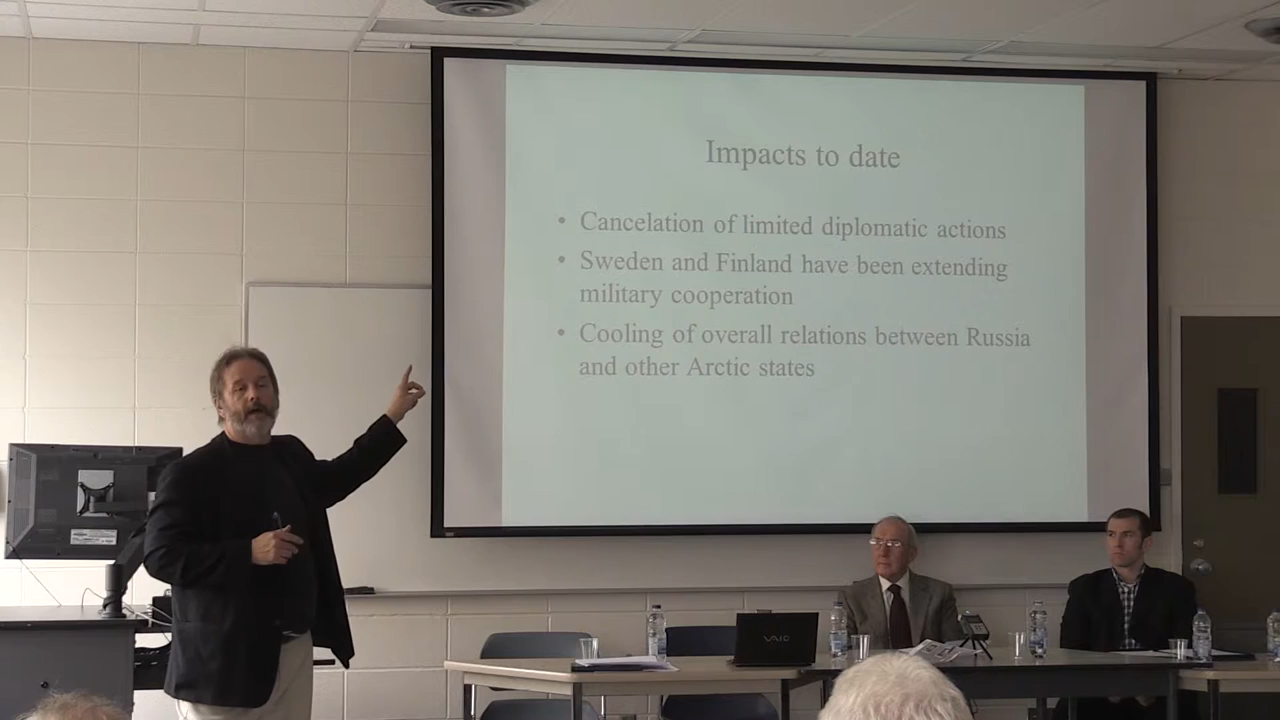 Impacts to date
• Cancelation of limited diplomatic actions
• Sweden and Finland have been extending
military cooperation
• Cooling of overall relations between Russia
and other Arctic states
VAIO